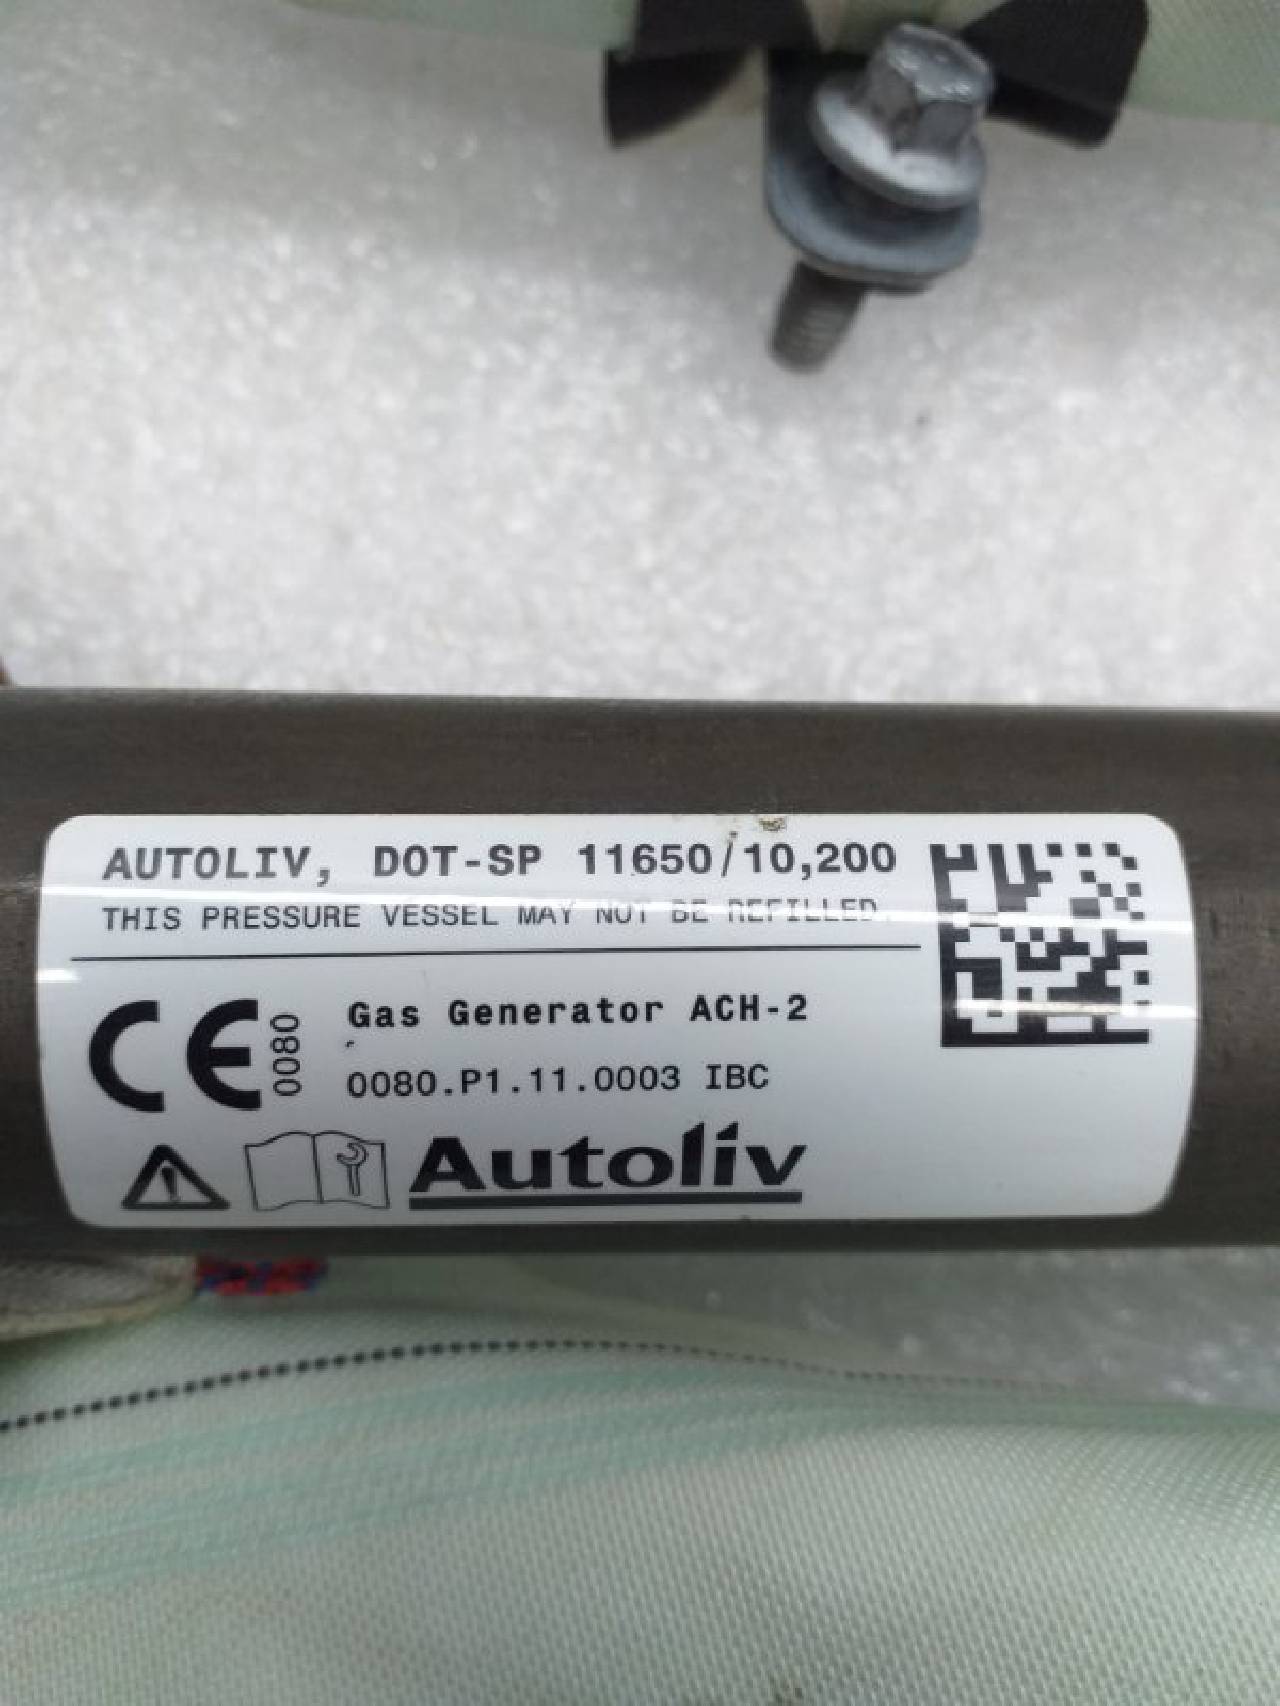 AUTOLIV, DOT-SP 11650/10,200
THIS PRESSURE VESSEL MAY NOT BE REFILLED.
CE 0080
Gas Generator ACH-2
0080.P1.11.0003 IBC
Autoliv